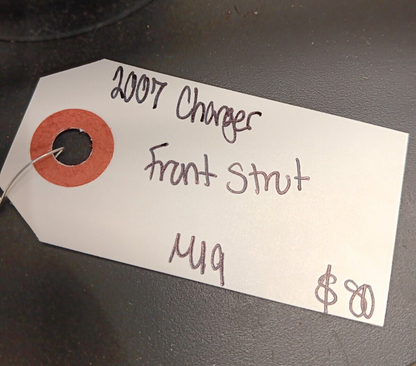 2007 Charger
Front Strut
M19
$80